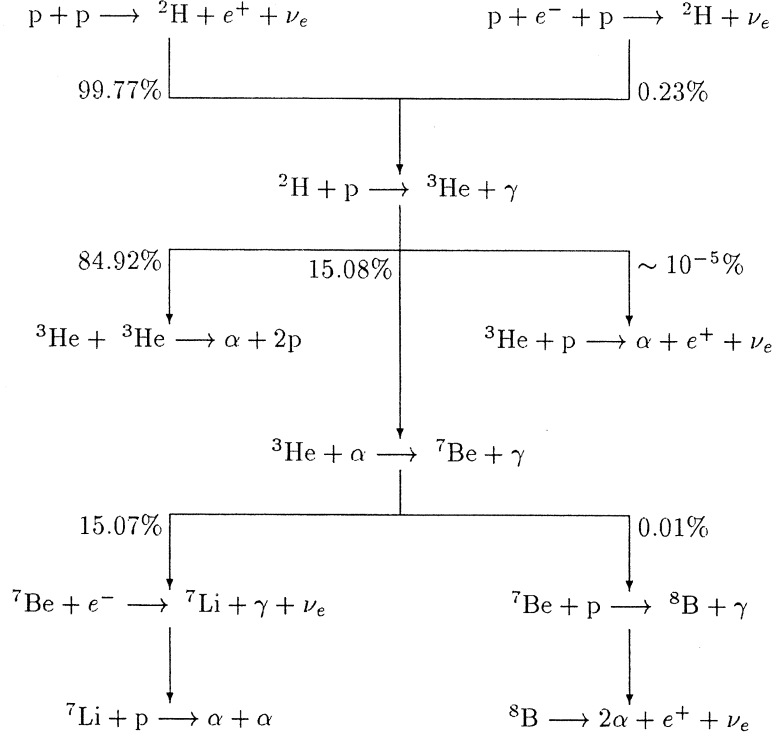 p + p ⟶ ²H + e⁺ + νₑ
p + e⁻ + p ⟶ ²H + νₑ
99.77%
0.23%
²H + p ⟶ ³He + γ
84.92%
15.08%
∼ 10⁻⁵%
³He + ³He ⟶ α + 2p
³He + p ⟶ α + e⁺ + νₑ
³He + α ⟶ ⁷Be + γ
15.07%
0.01%
⁷Be + e⁻ ⟶ ⁷Li + γ + νₑ
⁷Be + p ⟶ ⁸B + γ
⁷Li + p ⟶ α + α
⁸B ⟶ 2α + e⁺ + νₑ